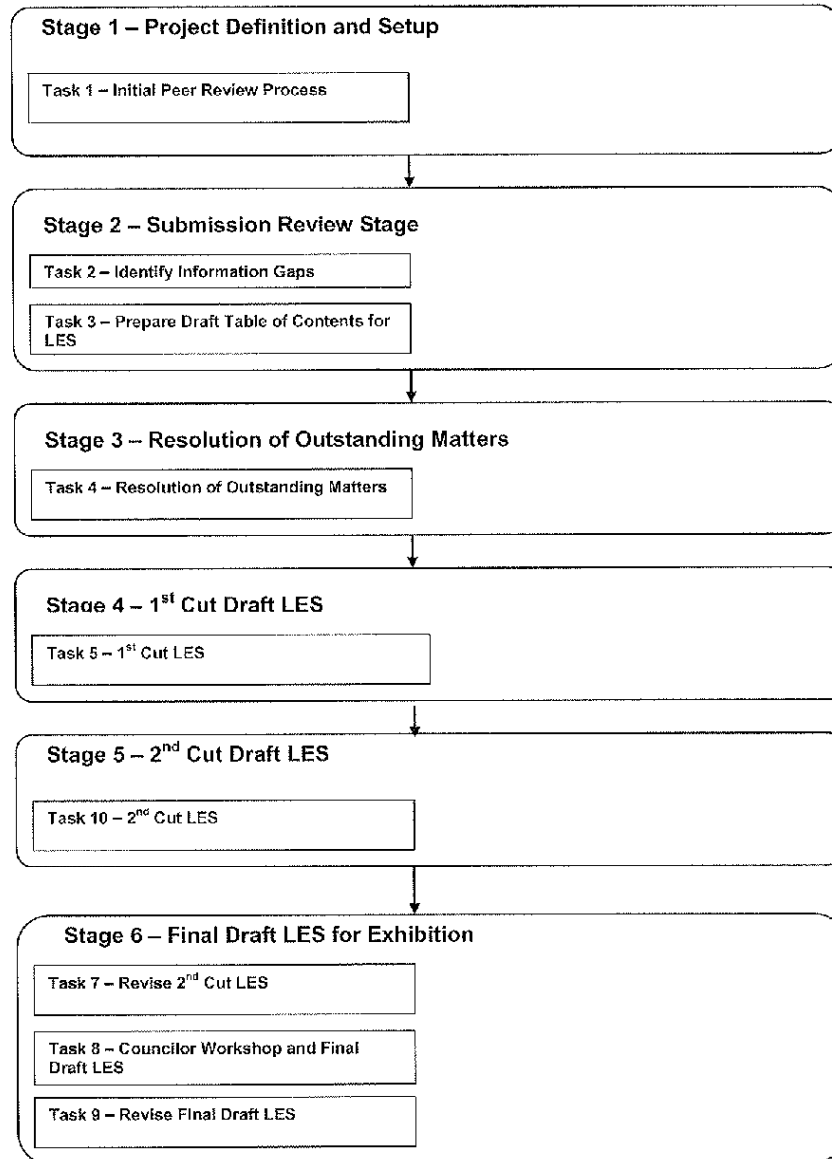 Stage 1 – Project Definition and Setup
Task 1 – Initial Peer Review Process
Stage 2 – Submission Review Stage
Task 2 – Identify Information Gaps
Task 3 – Prepare Draft Table of Contents for
LES
Stage 3 – Resolution of Outstanding Matters
Task 4 – Resolution of Outstanding Matters
Stage 4 – 1st Cut Draft LES
Task 5 – 1st Cut LES
Stage 5 – 2nd Cut Draft LES
Task 10 – 2nd Cut LES
Stage 6 – Final Draft LES for Exhibition
Task 7 – Revise 2nd Cut LES
Task 8 – Councilor Workshop and Final
Draft LES
Task 9 – Revise Final Draft LES